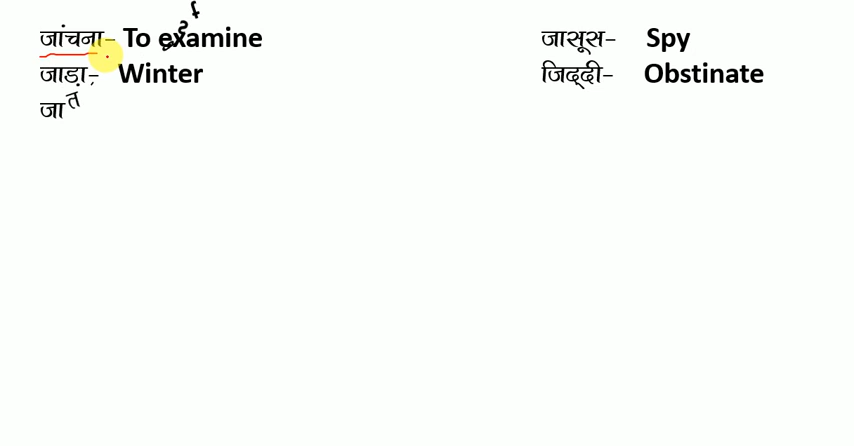 जांचना- To examine
जाड़ा- Winter
जात
जासूस- Spy
जिद्दी- Obstinate